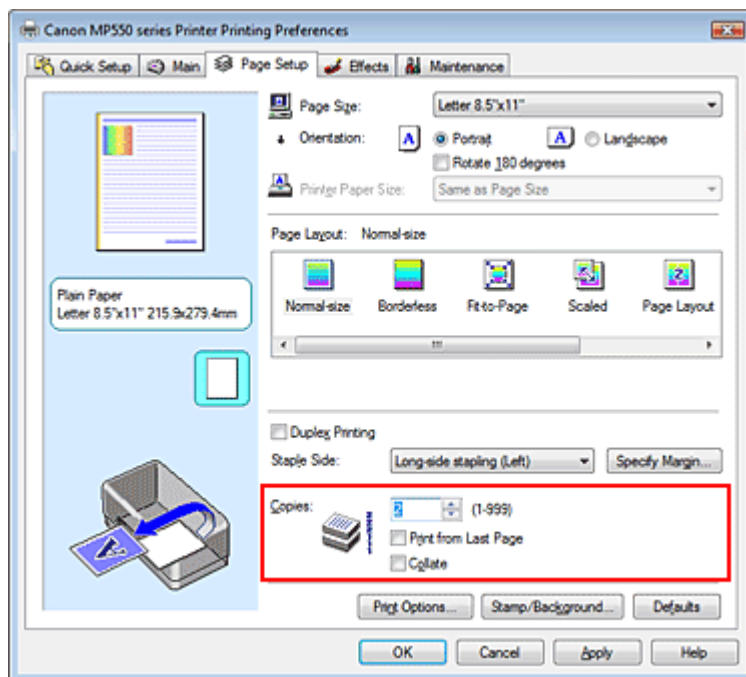 Canon MP550 series Printer Printing Preferences
Quick Setup Main Page Setup Effects Maintenance
Page Size: Letter 8.5"x11"
Orientation: A Portrait A Landscape
Rotate 180 degrees
Printer Paper Size: Same as Page Size
Page Layout: Normal-size
Normal-size Borderless Fit-to-Page Scaled Page Layout
Plain Paper
Letter 8.5"x11" 215.9x279.4mm
Duplex Printing
Staple Side: Long-side stapling (Left) Specify Margin...
Copies: 2 (1-999)
Print from Last Page
Collate
Print Options... Stamp/Background... Defaults
OK Cancel Apply Help